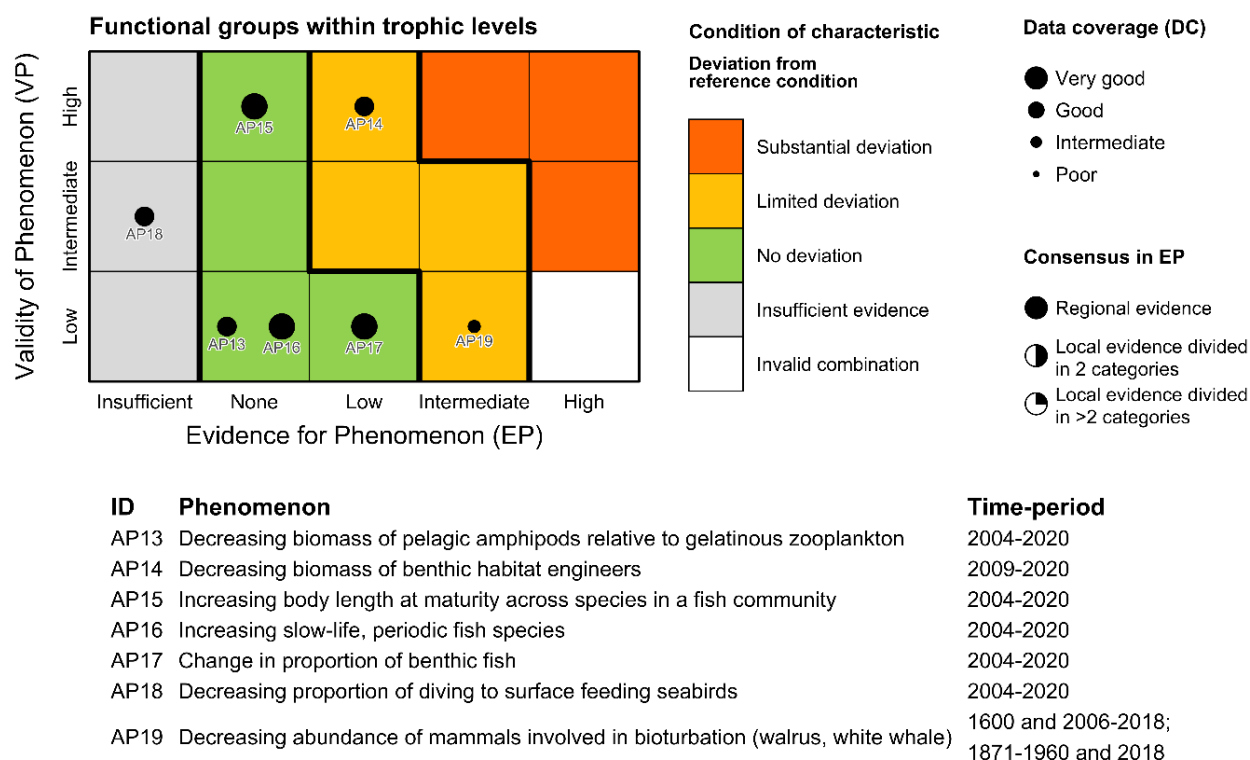 Functional groups within trophic levels
Validity of Phenomenon (VP)
High
Intermediate
Low
AP15
AP14
AP18
AP13
AP16
AP17
AP19
Insufficient
None
Low
Intermediate
High
Evidence for Phenomenon (EP)
Condition of characteristic
Deviation from
reference condition
Substantial deviation
Limited deviation
No deviation
Insufficient evidence
Invalid combination
Data coverage (DC)
Very good
Good
Intermediate
Poor
Consensus in EP
Regional evidence
Local evidence divided
in 2 categories
Local evidence divided
in >2 categories
ID Phenomenon Time-period
AP13 Decreasing biomass of pelagic amphipods relative to gelatinous zooplankton 2004-2020
AP14 Decreasing biomass of benthic habitat engineers 2009-2020
AP15 Increasing body length at maturity across species in a fish community 2004-2020
AP16 Increasing slow-life, periodic fish species 2004-2020
AP17 Change in proportion of benthic fish 2004-2020
AP18 Decreasing proportion of diving to surface feeding seabirds 2004-2020
AP19 Decreasing abundance of mammals involved in bioturbation (walrus, white whale) 1600 and 2006-2018;
1871-1960 and 2018